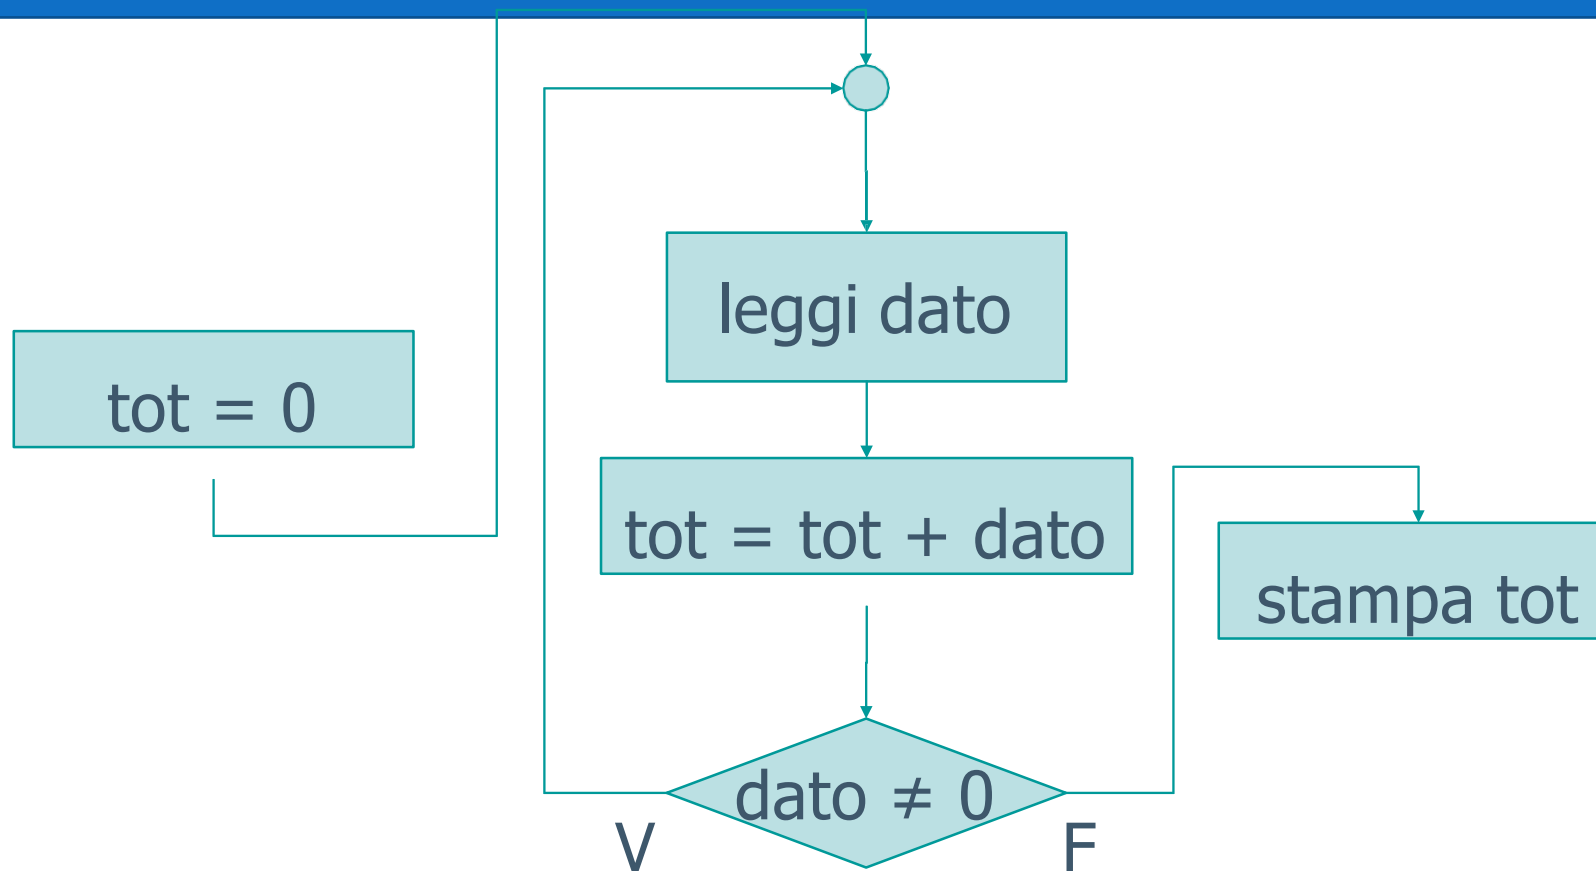 tot = 0
leggi dato
tot = tot + dato
dato ≠ 0
V
F
stampa tot